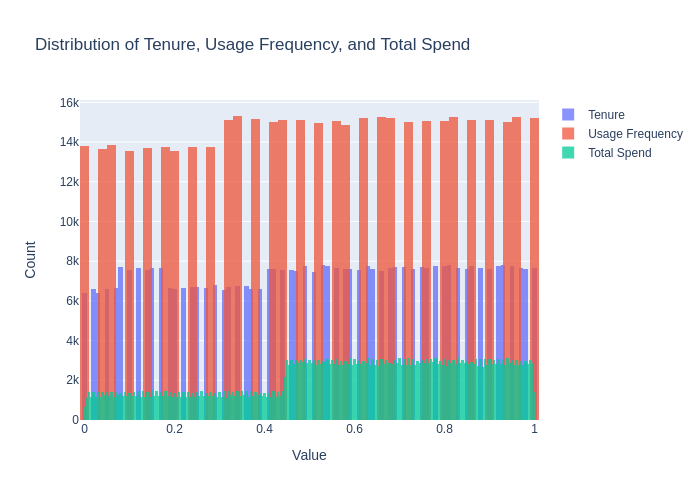 Distribution of Tenure, Usage Frequency, and Total Spend
16k
14k
12k
10k
8k
6k
4k
2k
0
Count
0
0.2
0.4
0.6
0.8
1
Value
Tenure
Usage Frequency
Total Spend